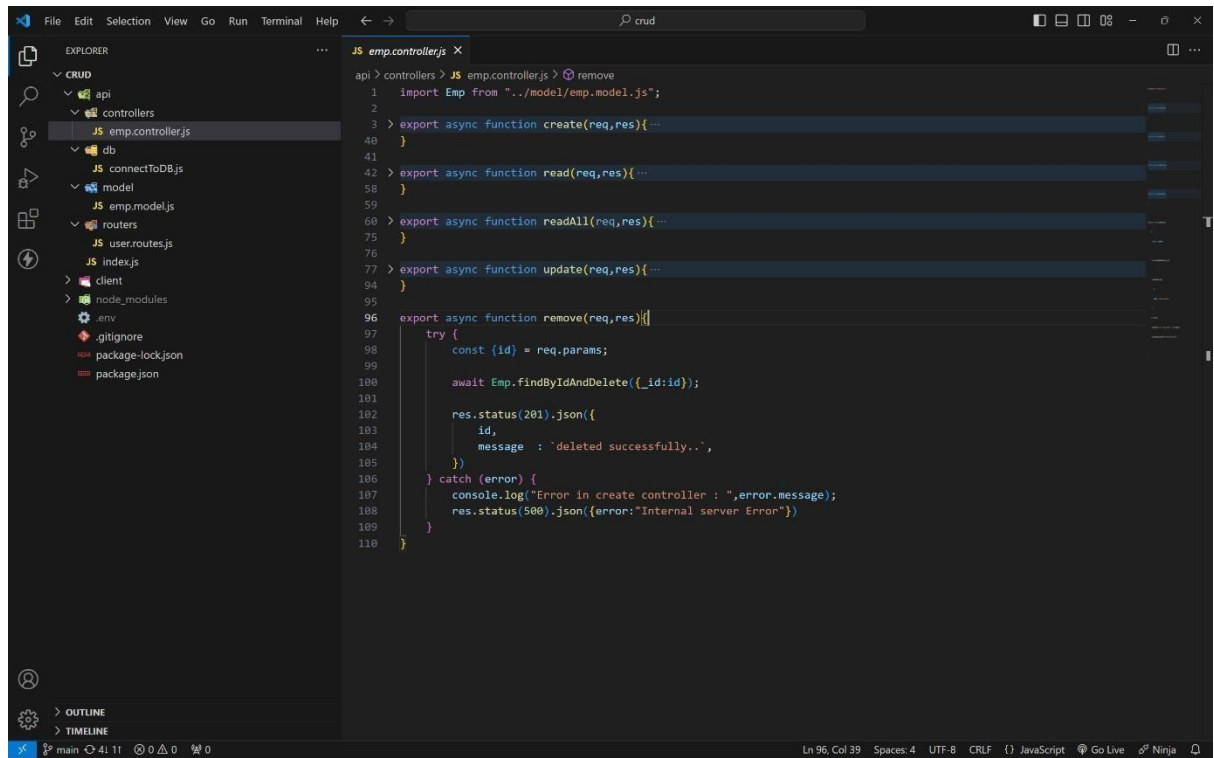 File Edit Selection View Go Run Terminal Help
crud
EXPLORER
CRUD
api
controllers
JS emp.controller.js
db
JS connectToDB.js
model
JS emp.model.js
routers
JS user.routes.js
JS index.js
client
node_modules
.env
.gitignore
package-lock.json
package.json
OUTLINE
TIMELINE
JS emp.controller.js
api > controllers > JS emp.controller.js > remove
1 import Emp from "../model/emp.model.js";
2
3 > export async function create(req,res){ ...
40 }
41
42 > export async function read(req,res){ ...
58 }
59
60 > export async function readAll(req,res){ ...
75 }
76
77 > export async function update(req,res){ ...
94 }
95
96 export async function remove(req,res){
97 try {
98 const {id} = req.params;
99
100 await Emp.findByIdAndDelete({_id:id});
101
102 res.status(201).json({
103 id,
104 message  : `deleted successfully..`,
105 })
106 } catch (error) {
107 console.log("Error in create controller : ",error.message);
108 res.status(500).json({error:"Internal server Error"})
109 }
110 }
main 4↓ 1↑ 0 0 0 Ln 96, Col 39 Spaces: 4 UTF-8 CRLF {} JavaScript Go Live Ninja